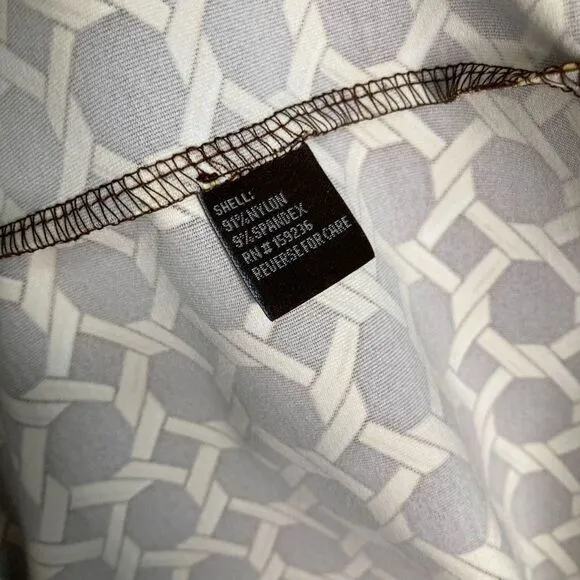 SHELL:
91%NYLON
9%SPANDEX
RN # 159236
REVERSE FOR CARE